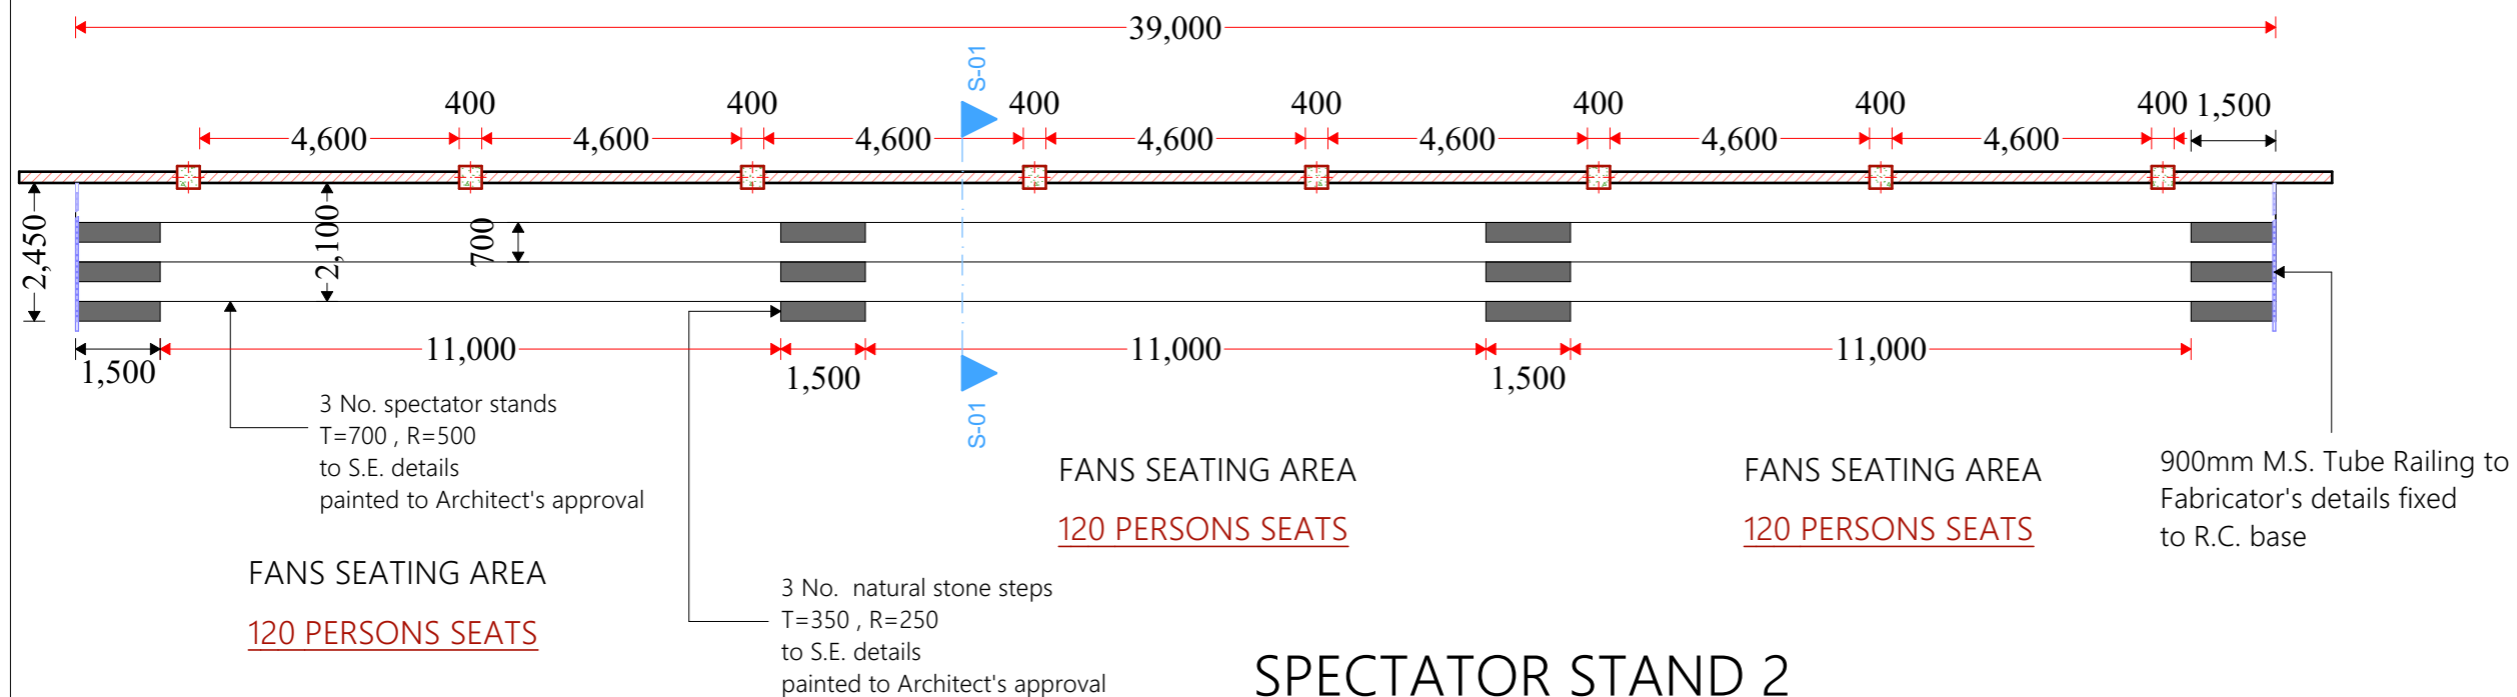 39,000
S-01
400 400 400 400 400 400 400 1,500
4,600 4,600 4,600 4,600 4,600 4,600 4,600
2,450
2,100
700
1,500 11,000 1,500 11,000 1,500 11,000
S-01
3 No. spectator stands
T=700 , R=500
to S.E. details
painted to Architect's approval
FANS SEATING AREA
120 PERSONS SEATS
3 No. natural stone steps
T=350 , R=250
to S.E. details
painted to Architect's approval
FANS SEATING AREA
120 PERSONS SEATS
FANS SEATING AREA
120 PERSONS SEATS
900mm M.S. Tube Railing to
Fabricator's details fixed
to R.C. base
SPECTATOR STAND 2